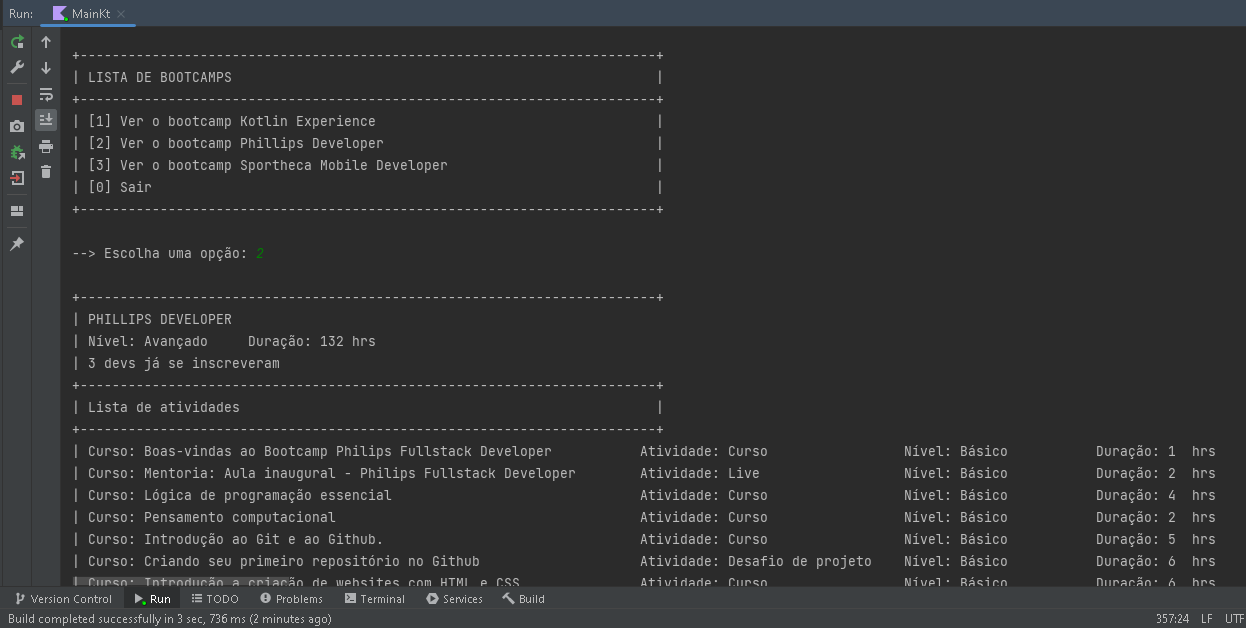 Run: MainKt
+------------------------------------------------------------------------+
| LISTA DE BOOTCAMPS |
+------------------------------------------------------------------------+
| [1] Ver o bootcamp Kotlin Experience |
| [2] Ver o bootcamp Phillips Developer |
| [3] Ver o bootcamp Sportheca Mobile Developer |
| [0] Sair |
+------------------------------------------------------------------------+
--> Escolha uma opção: 2
+------------------------------------------------------------------------+
| PHILLIPS DEVELOPER
| Nível: Avançado Duração: 132 hrs
| 3 devs já se inscreveram
+------------------------------------------------------------------------+
| Lista de atividades |
+------------------------------------------------------------------------+
| Curso: Boas-vindas ao Bootcamp Philips Fullstack Developer Atividade: Curso Nível: Básico Duração: 1 hrs
| Curso: Mentoria: Aula inaugural - Philips Fullstack Developer Atividade: Live Nível: Básico Duração: 2 hrs
| Curso: Lógica de programação essencial Atividade: Curso Nível: Básico Duração: 4 hrs
| Curso: Pensamento computacional Atividade: Curso Nível: Básico Duração: 2 hrs
| Curso: Introdução ao Git e ao Github. Atividade: Curso Nível: Básico Duração: 5 hrs
| Curso: Criando seu primeiro repositório no Github Atividade: Desafio de projeto Nível: Básico Duração: 6 hrs
| Curso: Introdução a criação de websites com HTML e CSS Atividade: Curso Nível: Básico Duração: 6 hrs
Version Control Run TODO Problems Terminal Services Build
Build completed successfully in 3 sec, 736 ms (2 minutes ago) 357:24 LF UTF